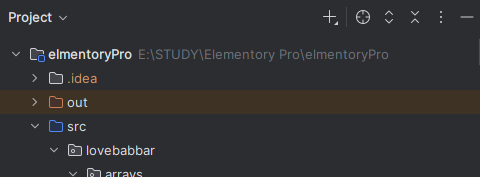 Project
elmentoryPro E:\STUDY\Elementory Pro\elmentoryPro
.idea
out
src
lovebabbar
arrays